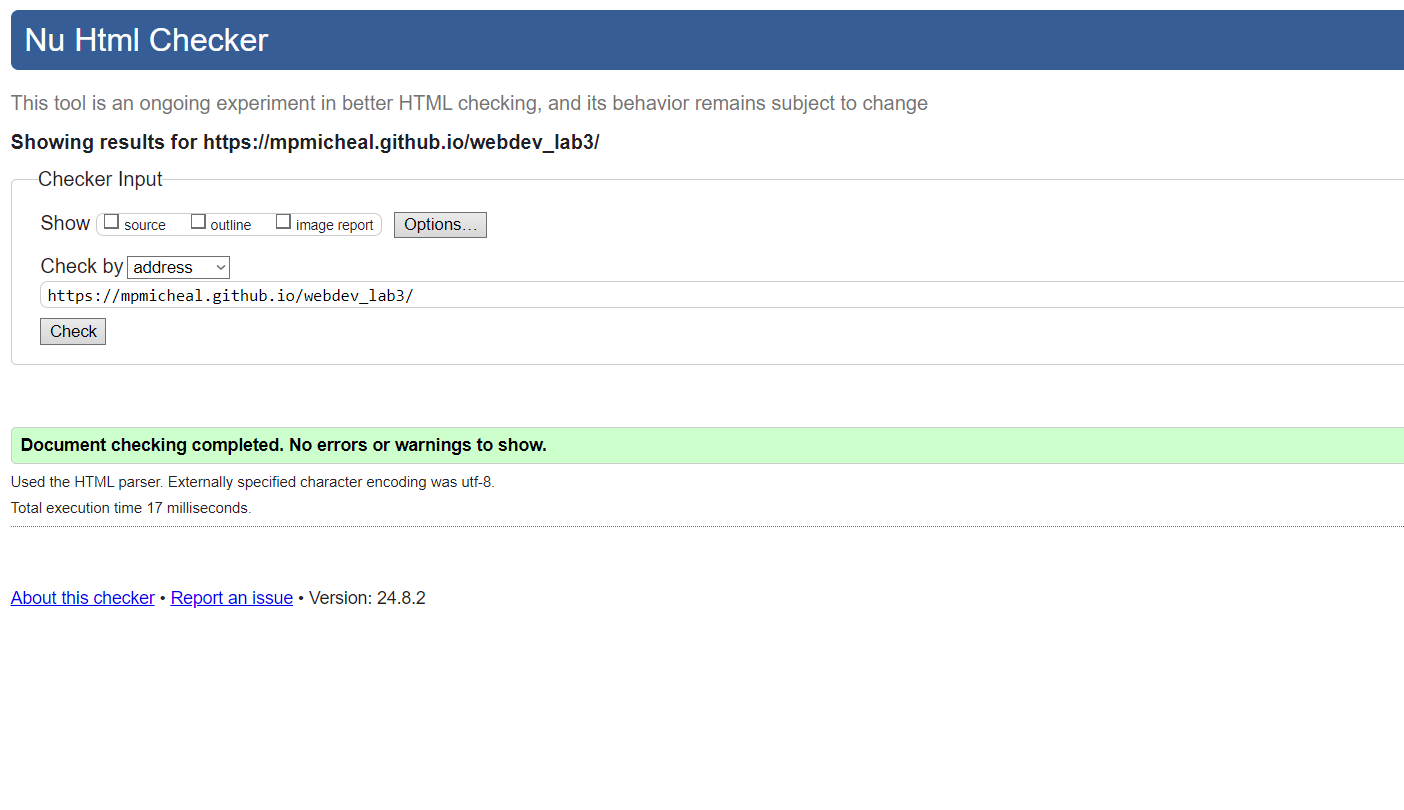 Nu Html Checker
This tool is an ongoing experiment in better HTML checking, and its behavior remains subject to change
Showing results for https://mpmicheal.github.io/webdev_lab3/
Checker Input
Show source outline image report Options…
Check by address
https://mpmicheal.github.io/webdev_lab3/
Check
Document checking completed. No errors or warnings to show.
Used the HTML parser. Externally specified character encoding was utf-8.
Total execution time 17 milliseconds.
About this checker • Report an issue • Version: 24.8.2